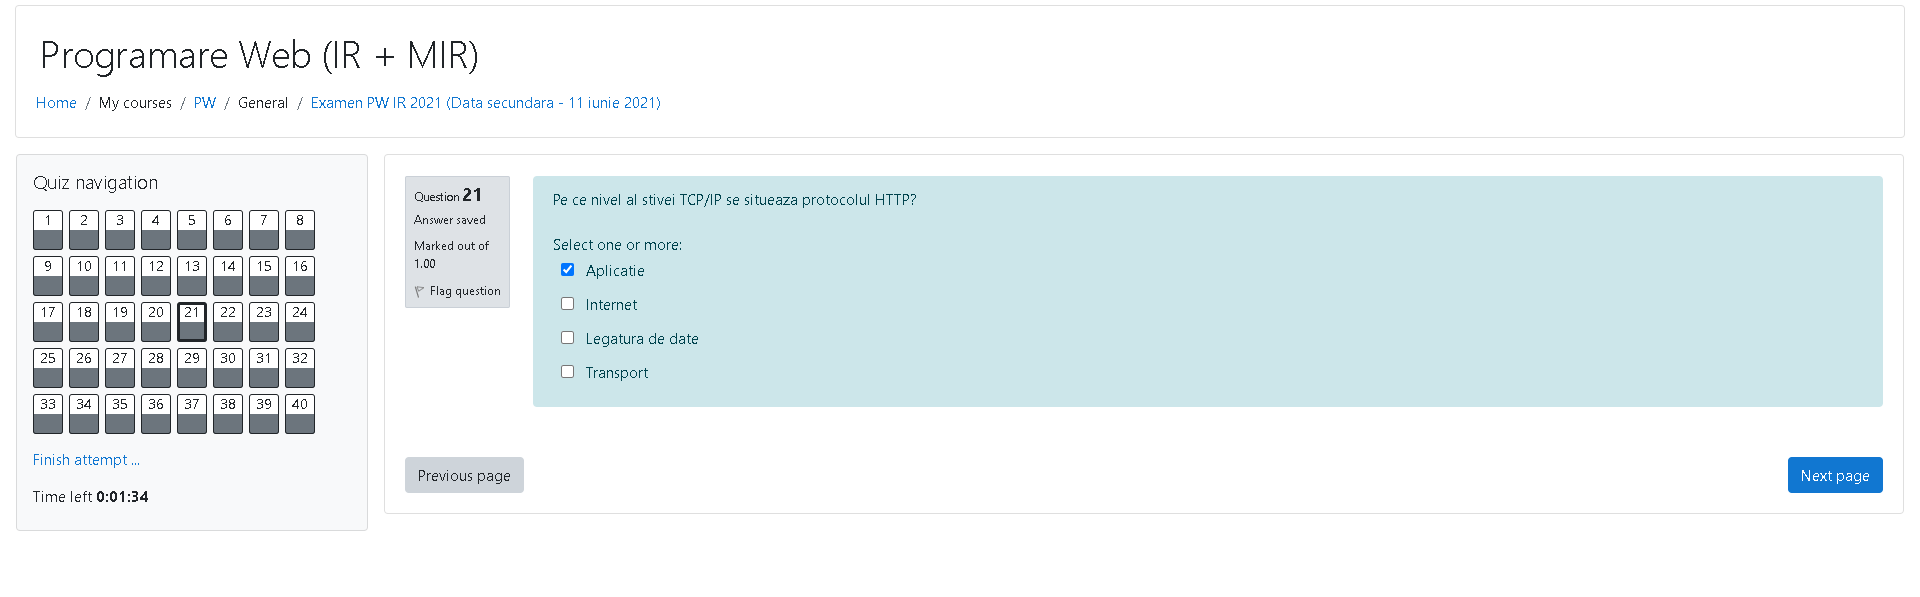 Programare Web (IR + MIR)
Home / My courses / PW / General / Examen PW IR 2021 (Data secundara - 11 iunie 2021)
Quiz navigation
1 2 3 4 5 6 7 8
9 10 11 12 13 14 15 16
17 18 19 20 21 22 23 24
25 26 27 28 29 30 31 32
33 34 35 36 37 38 39 40
Finish attempt ...
Time left 0:01:34
Question 21
Answer saved
Marked out of
1.00
Flag question
Pe ce nivel al stivei TCP/IP se situeaza protocolul HTTP?
Select one or more:
Aplicatie
Internet
Legatura de date
Transport
Previous page
Next page